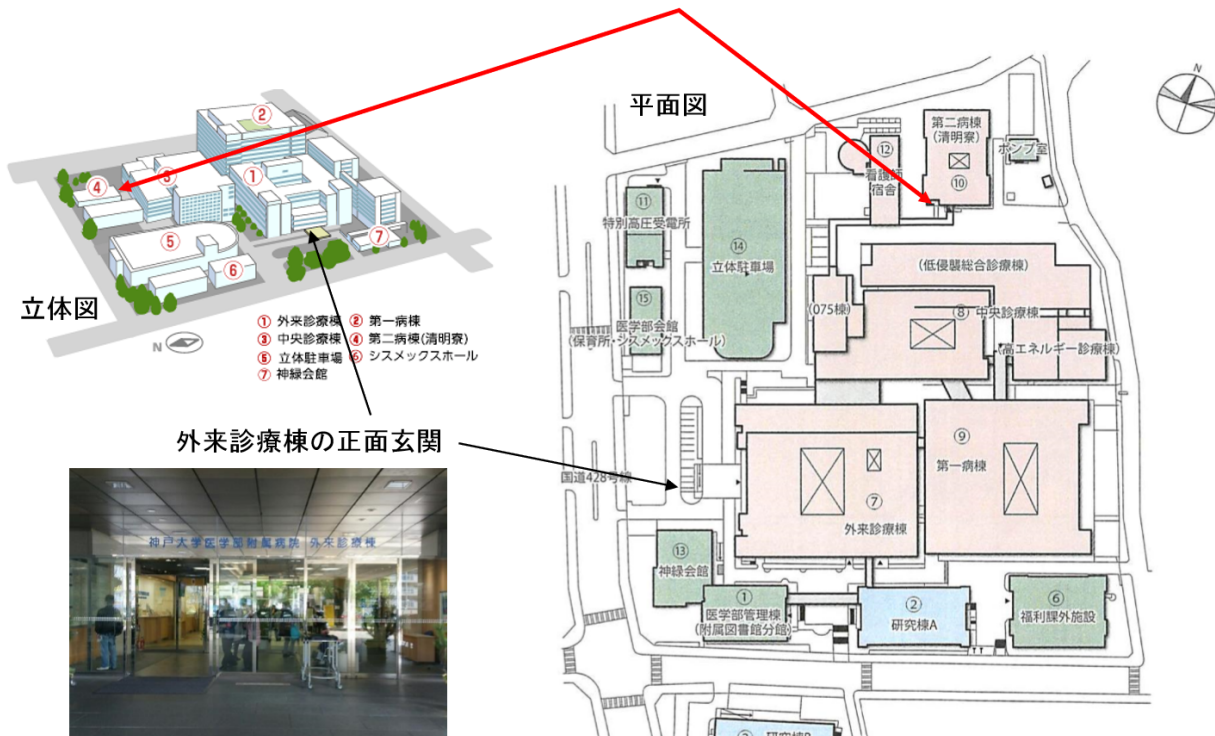 平面図
N
第二病棟
(清明寮)
⑩
ポンプ室
⑫
看護師
宿舎
②
①
③
④
⑤
⑥
⑦
立体図
N
① 外来診療棟 ② 第一病棟
③ 中央診療棟 ④ 第二病棟(清明寮)
⑤ 立体駐車場 ⑥ シスメックスホール
⑦ 神緑会館
⑪
特別高圧受電所
⑭
立体駐車場
⑮
医学部会館
(保育所・シスメックスホール)
(低侵襲総合診療棟)
(075棟)
⑧ 中央診療棟
(高エネルギー診療棟)
外来診療棟の正面玄関
国道428号線
⑨
第一病棟
⑦
外来診療棟
神戸大学医学部附属病院 外来診療棟
⑬
神緑会館
①
医学部管理棟
(附属図書館分館)
②
研究棟A
⑥
福利課外施設